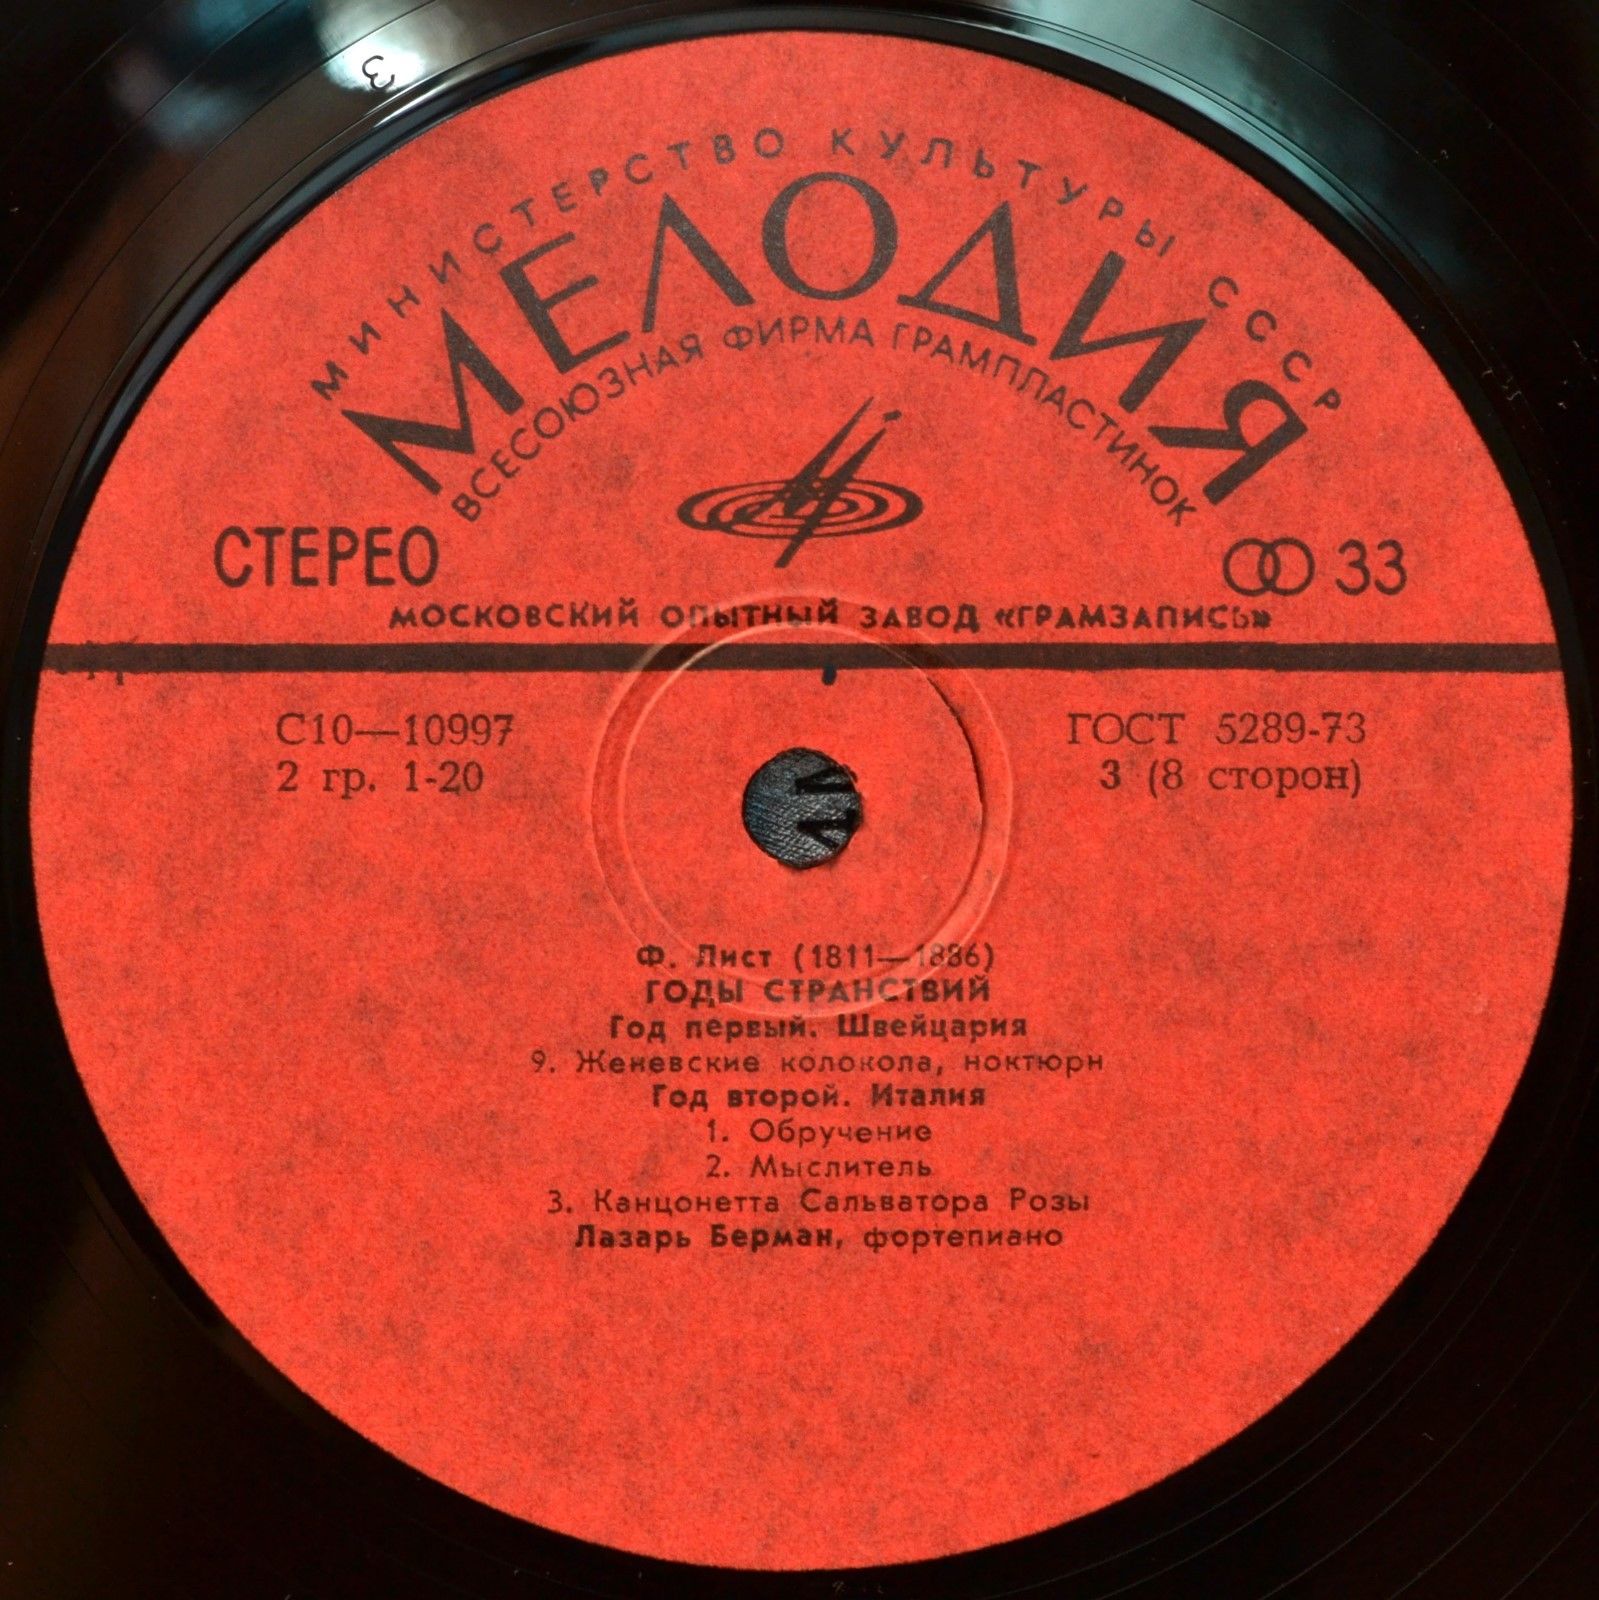 МИНИСТЕРСТВО КУЛЬТУРЫ СССР
МЕЛОДИЯ
ВСЕСОЮЗНАЯ ФИРМА ГРАМПЛАСТИНОК
СТЕРЕО
33
МОСКОВСКИЙ ОПЫТНЫЙ ЗАВОД «ГРАМЗАПИСЬ»
С10—10997
ГОСТ 5289-73
2 гр. 1-20
3 (8 сторон)
Ф. Лист (1811—1886)
ГОДЫ СТРАНСТВИЙ
Год первый. Швейцария
9. Женевские колокола, ноктюрн
Год второй. Италия
1. Обручение
2. Мыслитель
3. Канцонетта Сальватора Розы
Лазарь Берман, фортепиано